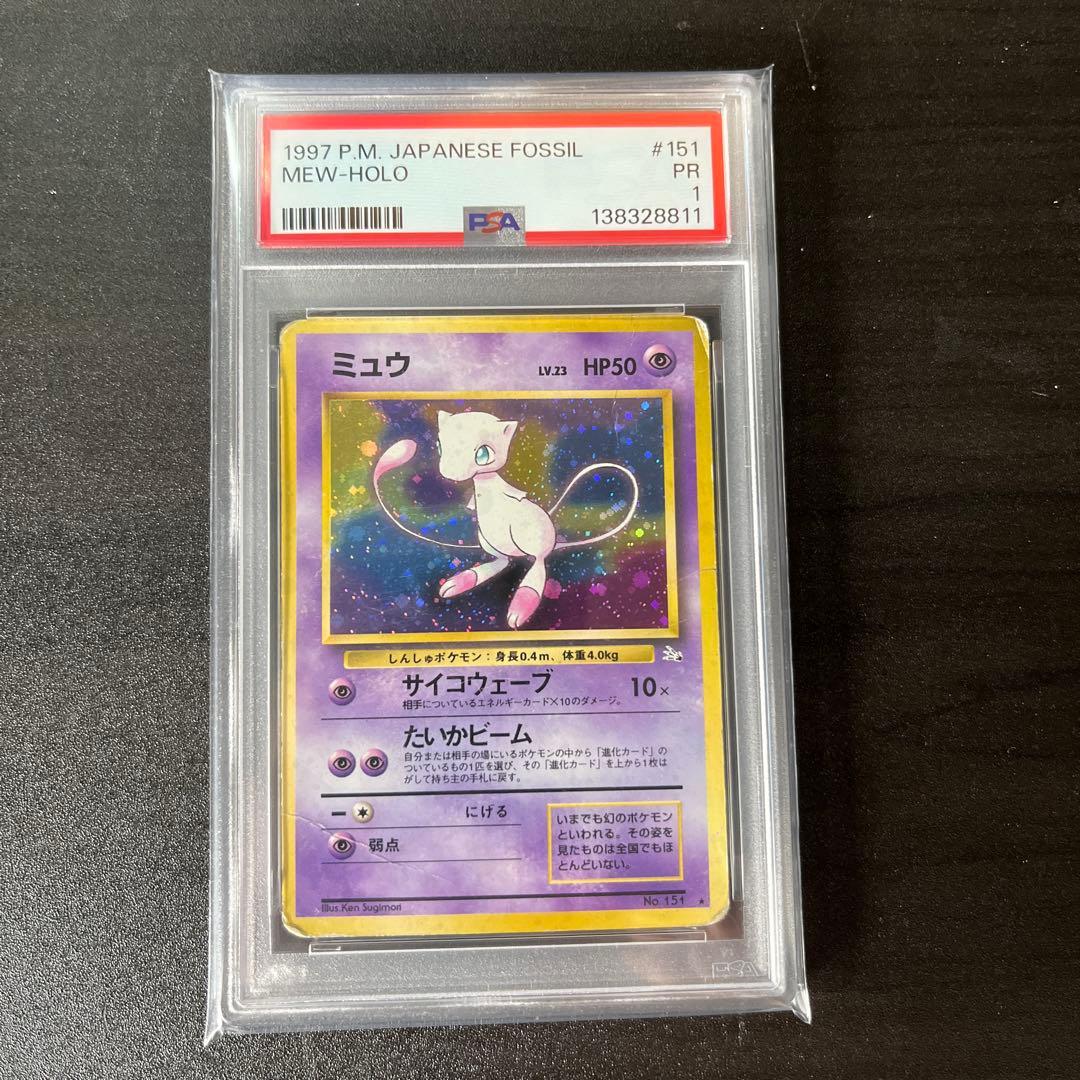 1997 P.M. JAPANESE FOSSIL #151
MEW-HOLO PR
1
PSA 138328811
ミュウ LV.23 HP50
しんしゅポケモン：身長0.4m、体重4.0kg
サイコウェーブ 10×
相手についているエネルギーカード×10のダメージ。
たいかビーム
自分または相手の場にいるポケモンの中から「進化カード」の
ついているもの1匹を選び、その「進化カード」を上から1枚は
がして持ち主の手札に戻す。
− にげる
弱点
いまでも幻のポケモン
といわれる。その姿を
見たものは全国でもほ
とんどいない。
Illus.Ken Sugimori No.151 ★
PSA